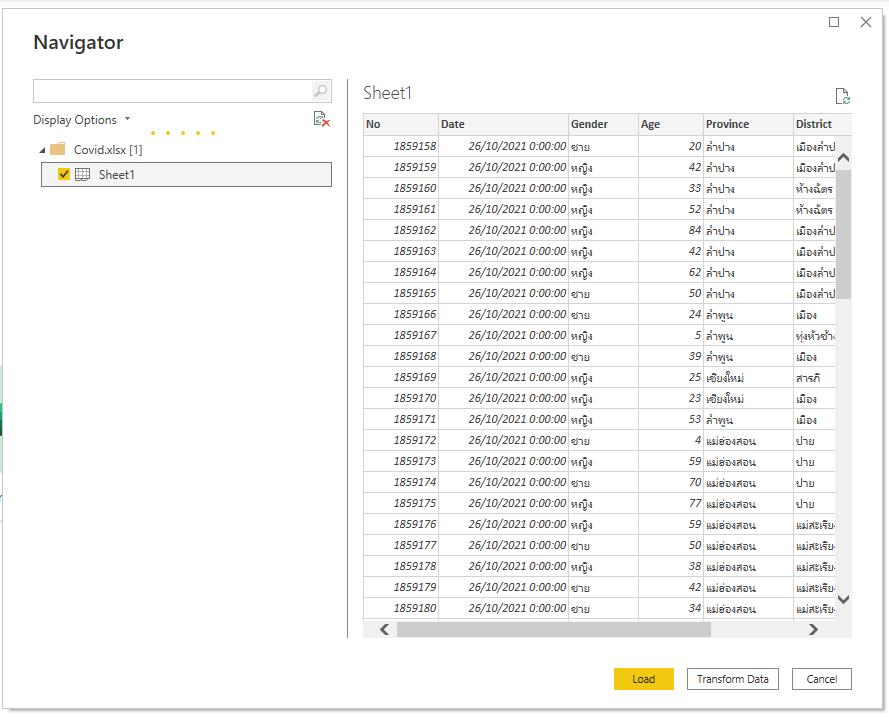 Navigator
Display Options
Covid.xlsx [1]
Sheet1
Sheet1
No Date Gender Age Province District
1859158 26/10/2021 0:00:00 ชาย 20 ลำปาง เมืองลำป
1859159 26/10/2021 0:00:00 หญิง 42 ลำปาง เมืองลำป
1859160 26/10/2021 0:00:00 หญิง 33 ลำปาง ห้างฉัตร
1859161 26/10/2021 0:00:00 หญิง 52 ลำปาง ห้างฉัตร
1859162 26/10/2021 0:00:00 หญิง 84 ลำปาง เมืองลำป
1859163 26/10/2021 0:00:00 หญิง 42 ลำปาง เมืองลำป
1859164 26/10/2021 0:00:00 หญิง 62 ลำปาง เมืองลำป
1859165 26/10/2021 0:00:00 ชาย 50 ลำปาง เมืองลำป
1859166 26/10/2021 0:00:00 ชาย 24 ลำพูน เมือง
1859167 26/10/2021 0:00:00 หญิง 5 ลำพูน ทุ่งหัวช้า
1859168 26/10/2021 0:00:00 ชาย 39 ลำพูน เมือง
1859169 26/10/2021 0:00:00 หญิง 25 เชียงใหม่ สารภี
1859170 26/10/2021 0:00:00 หญิง 23 เชียงใหม่ เมือง
1859171 26/10/2021 0:00:00 หญิง 53 ลำพูน เมือง
1859172 26/10/2021 0:00:00 ชาย 4 แม่ฮ่องสอน ปาย
1859173 26/10/2021 0:00:00 หญิง 59 แม่ฮ่องสอน ปาย
1859174 26/10/2021 0:00:00 ชาย 70 แม่ฮ่องสอน ปาย
1859175 26/10/2021 0:00:00 หญิง 77 แม่ฮ่องสอน ปาย
1859176 26/10/2021 0:00:00 หญิง 59 แม่ฮ่องสอน แม่สะเรีย
1859177 26/10/2021 0:00:00 ชาย 50 แม่ฮ่องสอน แม่สะเรีย
1859178 26/10/2021 0:00:00 หญิง 38 แม่ฮ่องสอน แม่สะเรีย
1859179 26/10/2021 0:00:00 ชาย 42 แม่ฮ่องสอน แม่สะเรีย
1859180 26/10/2021 0:00:00 ชาย 34 แม่ฮ่องสอน แม่สะเรีย
Load Transform Data Cancel